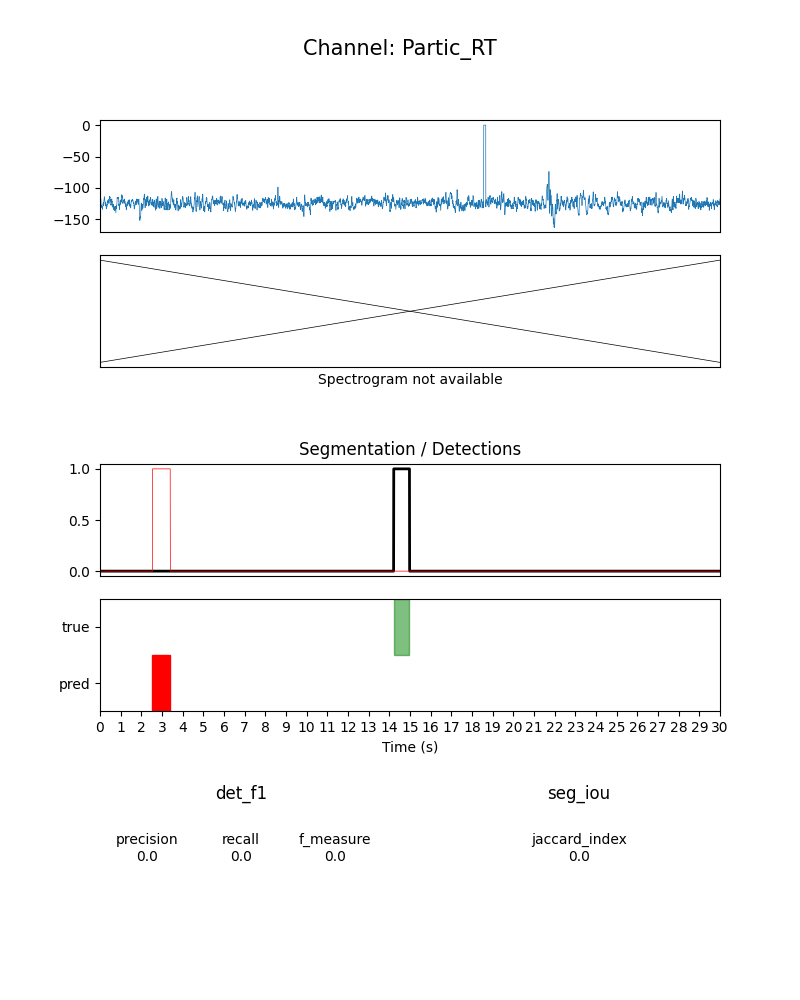 Channel: Partic_RT
0
−50
−100
−150
Spectrogram not available
Segmentation / Detections
1.0
0.5
0.0
true
pred
0 1 2 3 4 5 6 7 8 9 10 11 12 13 14 15 16 17 18 19 20 21 22 23 24 25 26 27 28 29 30
Time (s)
det_f1 seg_iou
precision recall f_measure jaccard_index
0.0 0.0 0.0 0.0